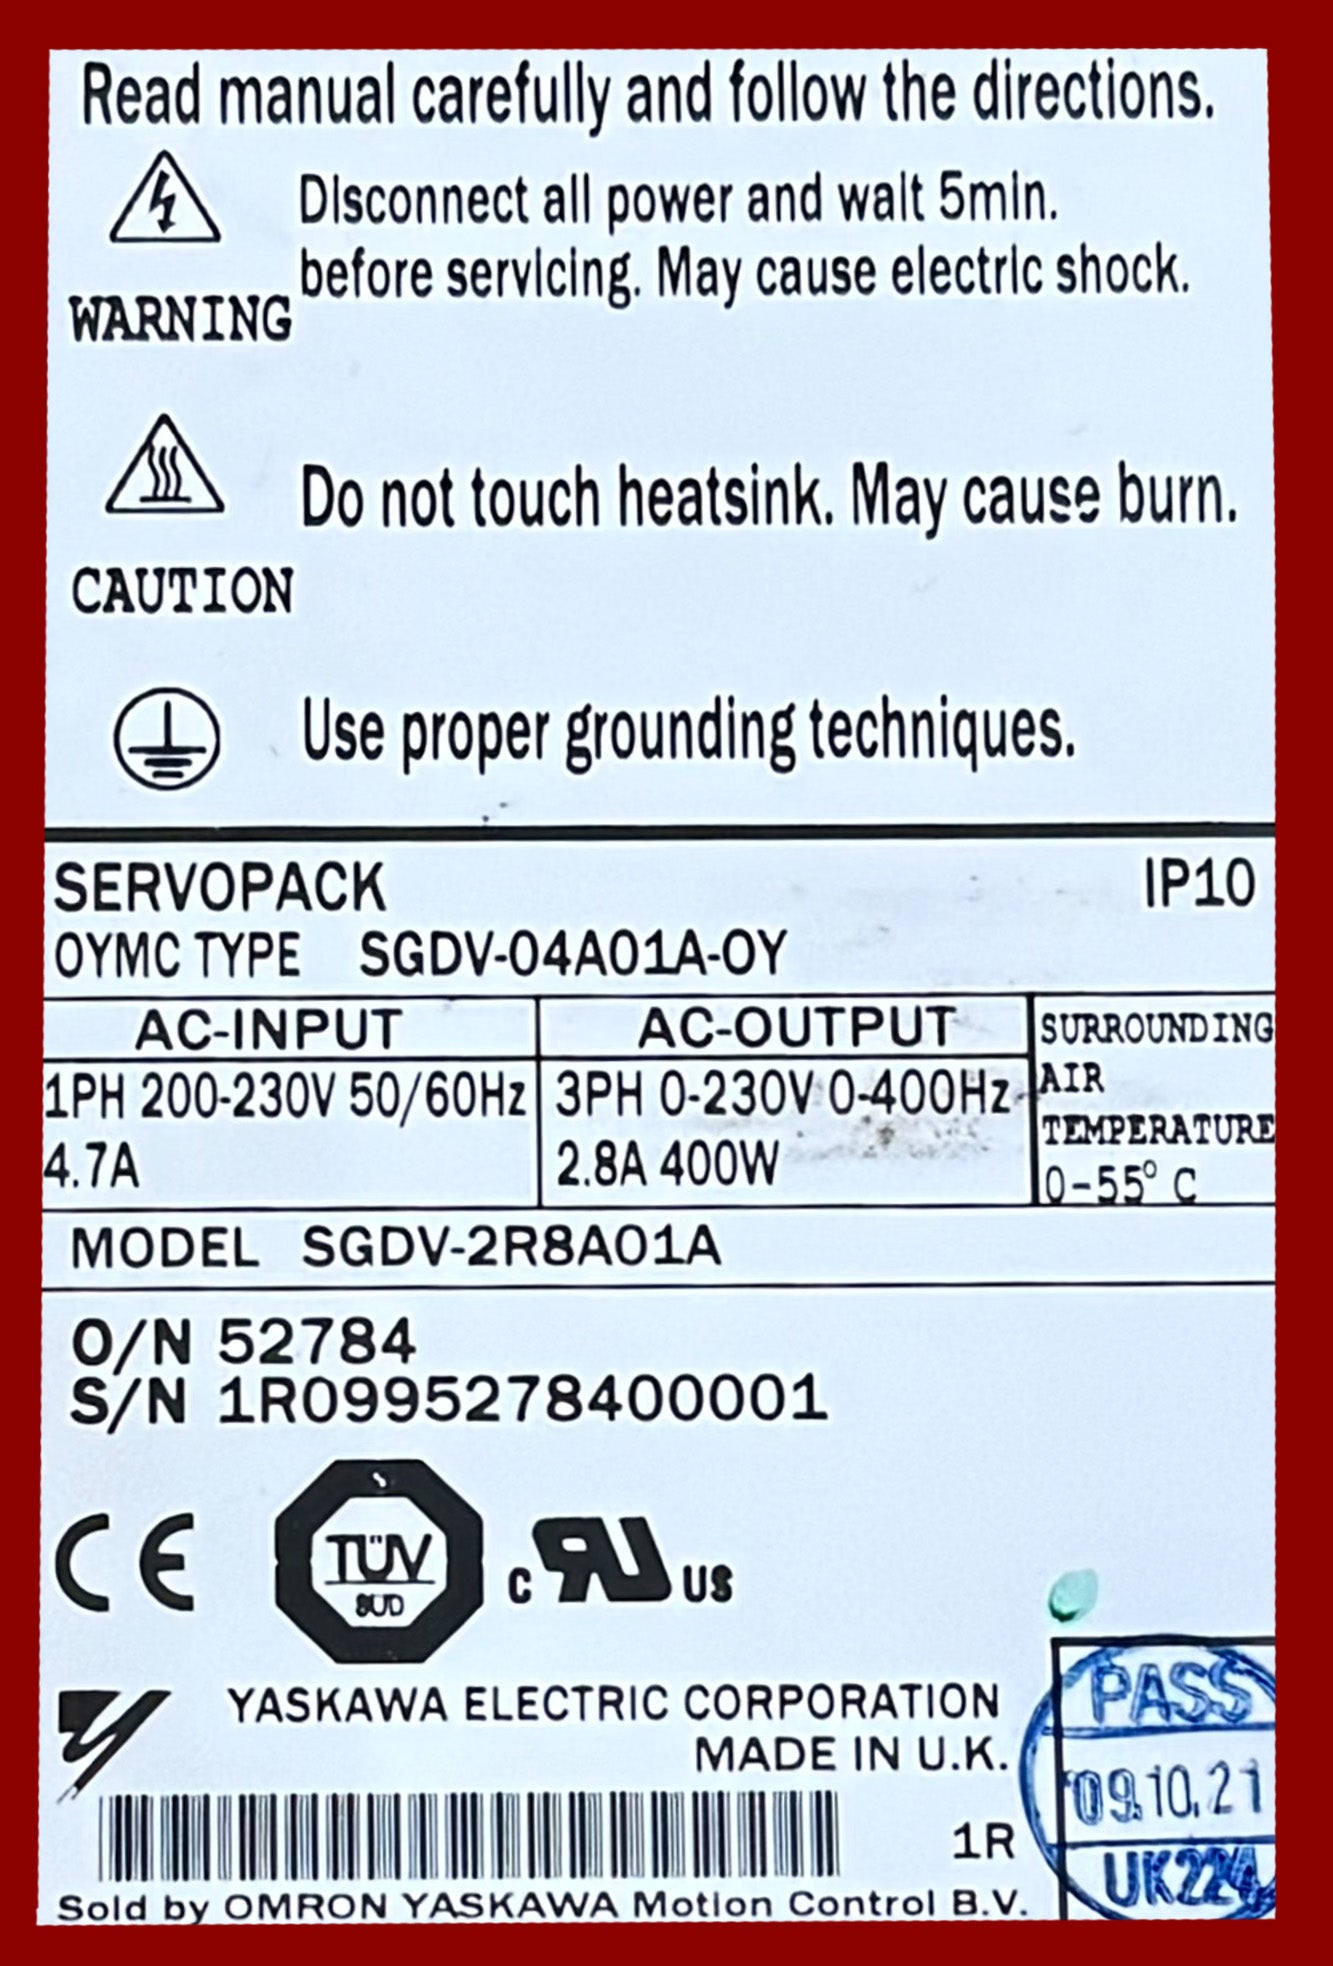 Read manual carefully and follow the directions.
Disconnect all power and wait 5min.
before servicing. May cause electric shock.
WARNING
Do not touch heatsink. May cause burn.
CAUTION
Use proper grounding techniques.
SERVOPACK IP10
OYMC TYPE SGDV-04A01A-OY
AC-INPUT AC-OUTPUT SURROUNDING
AIR
1PH 200-230V 50/60Hz 3PH 0-230V 0-400Hz
TEMPERATURE
4.7A 2.8A 400W 0-55° C
MODEL SGDV-2R8A01A
O/N 52784
S/N 1R0995278400001
CE TÜV SUD c RU US
YASKAWA ELECTRIC CORPORATION
MADE IN U.K.
PASS
09.10.21
UK224
1R
Sold by OMRON YASKAWA Motion Control B.V.